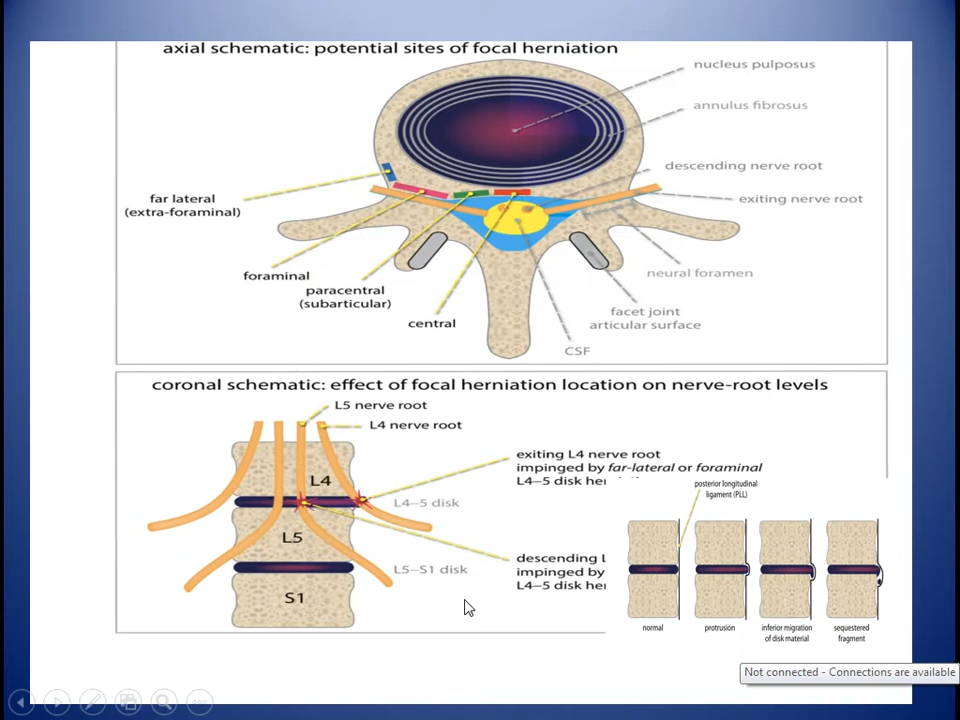 axial schematic: potential sites of focal herniation
nucleus pulposus
annulus fibrosus
descending nerve root
exiting nerve root
far lateral
(extra-foraminal)
foraminal
paracentral
(subarticular)
central
neural foramen
facet joint
articular surface
CSF
coronal schematic: effect of focal herniation location on nerve-root levels
L5 nerve root
L4 nerve root
L4
L5
S1
L4–5 disk
L5–S1 disk
exiting L4 nerve root
impinged by far-lateral or foraminal
L4–5 disk
descending
impinged by
L4–5 disk
posterior longitudinal
ligament (PLL)
normal
protrusion
inferior migration
of disk material
sequestered
fragment
Not connected - Connections are available